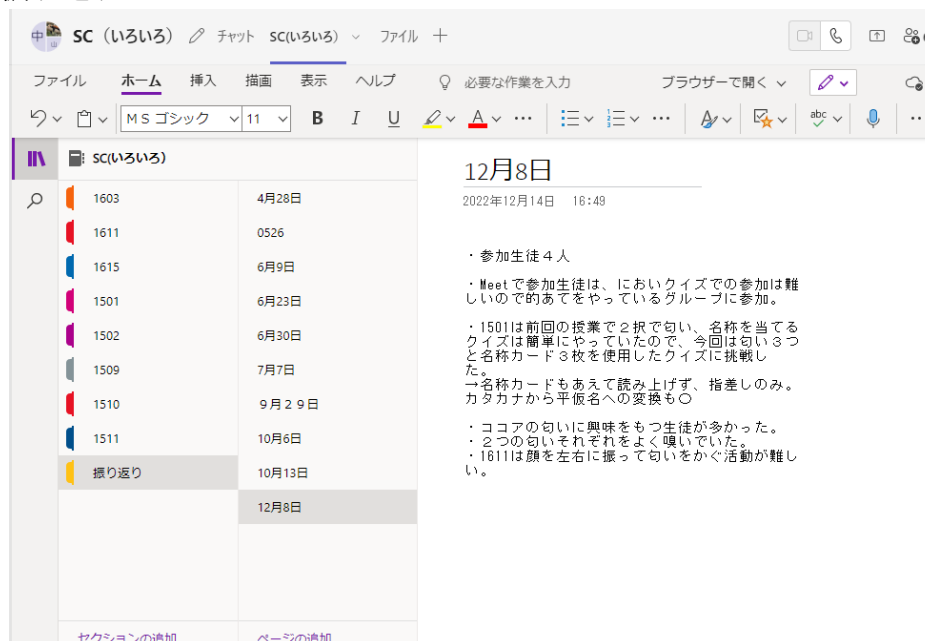 SC（いろいろ） チャット SC(いろいろ) ファイル
ファイル ホーム 挿入 描画 表示 ヘルプ 必要な作業を入力 ブラウザーで開く
ＭＳ ゴシック 11 B I U A abc
SC(いろいろ)
1603
1611
1615
1501
1502
1509
1510
1511
振り返り
4月28日
0526
6月9日
6月23日
6月30日
7月7日
９月２９日
10月6日
10月13日
12月8日
セクションの追加
ページの追加
12月8日
2022年12月14日 16:49
・参加生徒４人
・Meetで参加生徒は、においクイズでの参加は難
しいので的あてをやっているグループに参加。
・1501は前回の授業で２択で匂い、名称を当てる
クイズは簡単にやっていたので、今回は匂い３つ
と名称カード３枚を使用したクイズに挑戦し
た。
→名称カードもあえて読み上げず、指差しのみ。
カタカナから平仮名への変換も〇
・ココアの匂いに興味をもつ生徒が多かった。
・２つの匂いそれぞれをよく嗅いでいた。
・1611は顔を左右に振って匂いをかぐ活動が難し
い。